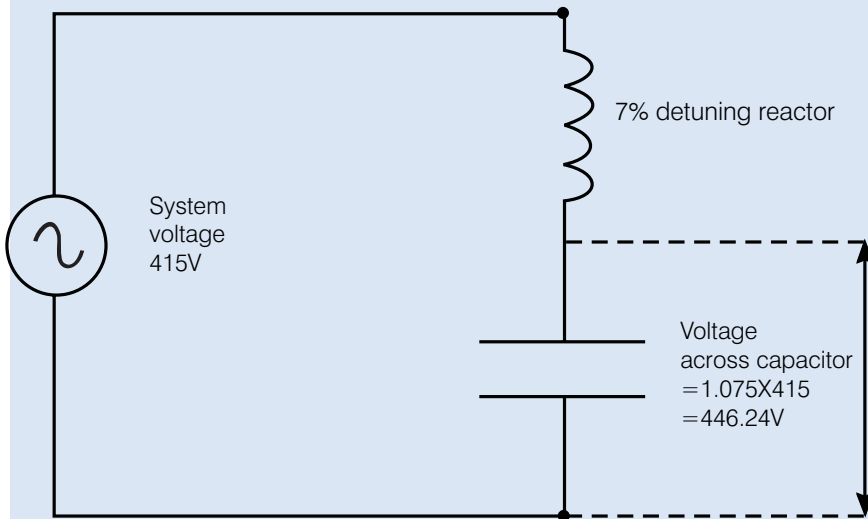 7% detuning reactor
System
voltage
415V
Voltage
across capacitor
=1.075X415
=446.24V